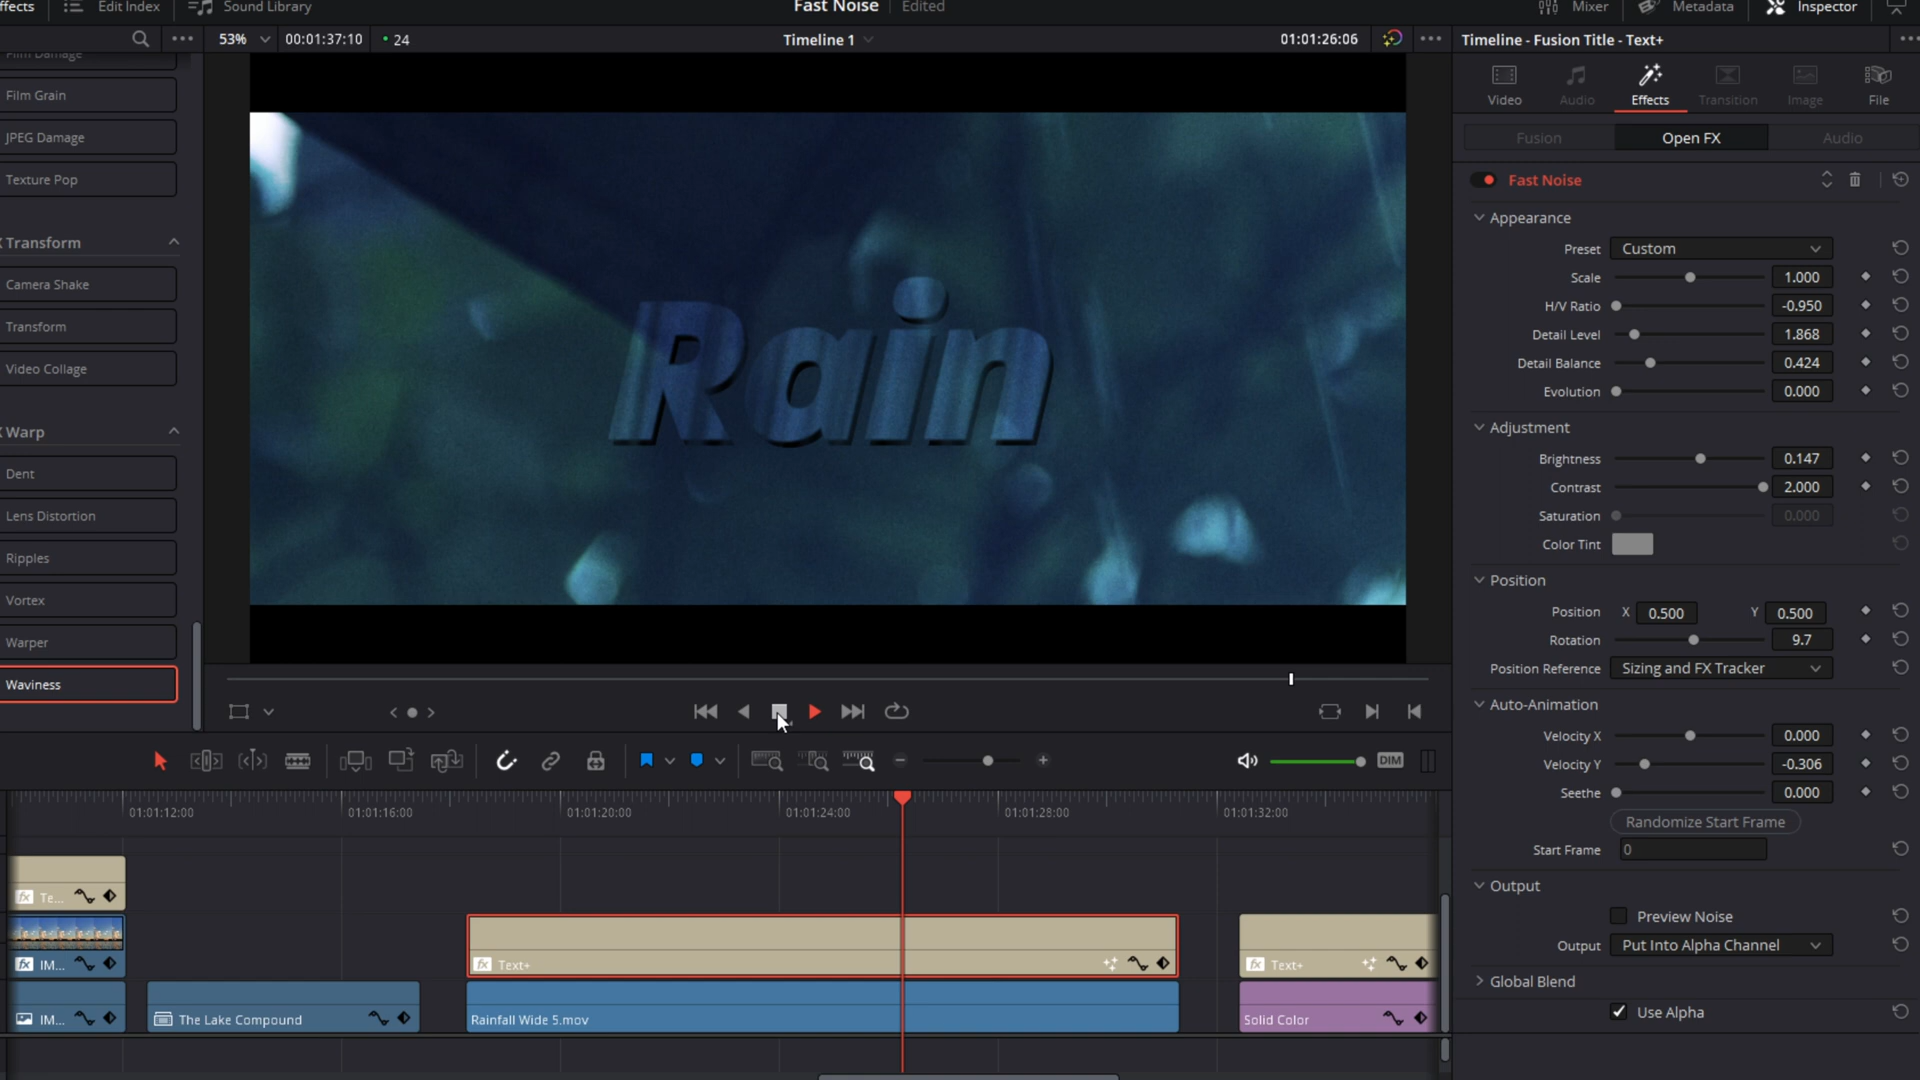 ffects
Edit Index
Sound Library
Fast Noise
Edited
Mixer
Metadata
Inspector
53%
00:01:37:10
24
Timeline 1
01:01:26:06
Timeline - Fusion Title - Text+
Film Damage
Film Grain
JPEG Damage
Texture Pop
X Transform
Camera Shake
Transform
Video Collage
X Warp
Dent
Lens Distortion
Ripples
Vortex
Warper
Waviness
Rain
Video
Audio
Effects
Transition
Image
File
Fusion
Open FX
Audio
Fast Noise
Appearance
Preset Custom
Scale 1.000
H/V Ratio -0.950
Detail Level 1.868
Detail Balance 0.424
Evolution 0.000
Adjustment
Brightness 0.147
Contrast 2.000
Saturation 0.000
Color Tint
Position
Position X 0.500 Y 0.500
Rotation 9.7
Position Reference Sizing and FX Tracker
Auto-Animation
Velocity X 0.000
Velocity Y -0.306
Seethe 0.000
Randomize Start Frame
Start Frame 0
Output
Preview Noise
Output Put Into Alpha Channel
Global Blend
Use Alpha
DIM
01:01:12:00
01:01:16:00
01:01:20:00
01:01:24:00
01:01:28:00
01:01:32:00
fx Te...
fx IM...
fx Text+
fx Text+
IM...
The Lake Compound
Rainfall Wide 5.mov
Solid Color